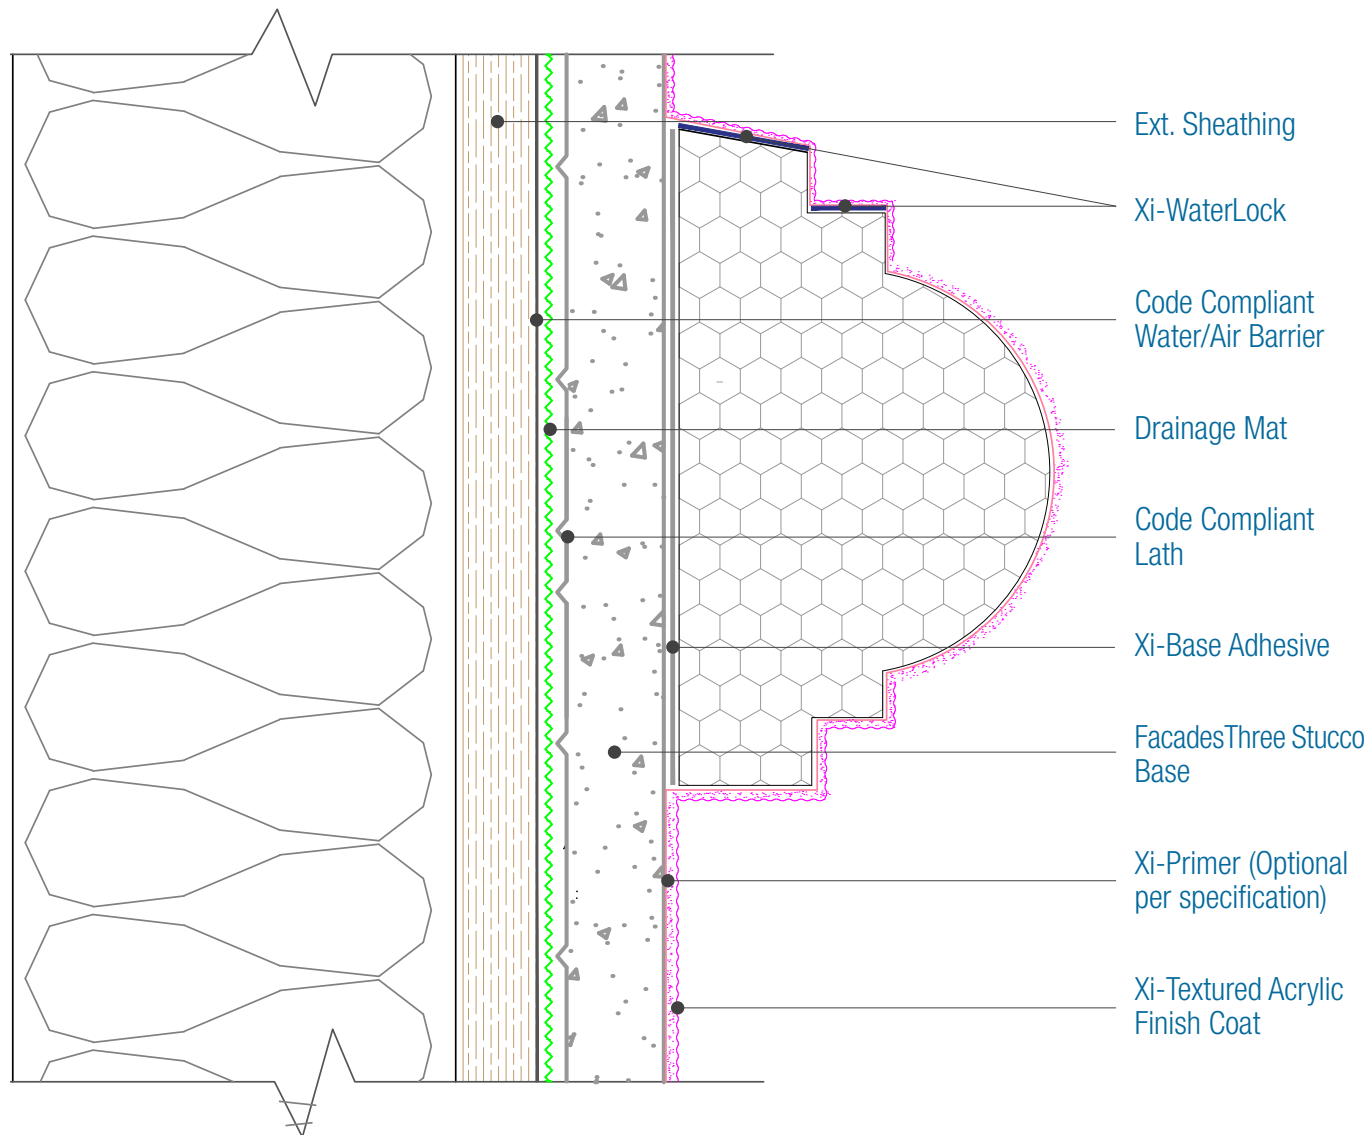 Ext. Sheathing
Xi-WaterLock
Code Compliant
Water/Air Barrier
Drainage Mat
Code Compliant
Lath
Xi-Base Adhesive
FacadesThree Stucco
Base
Xi-Primer (Optional
per specification)
Xi-Textured Acrylic
Finish Coat